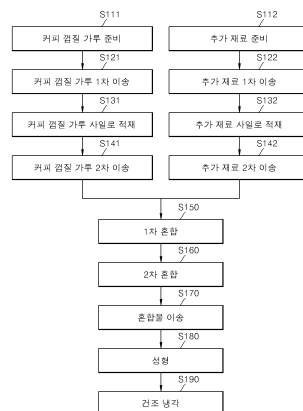 S111
커피 껍질 가루 준비
S112
추가 재료 준비
S121
커피 껍질 가루 1차 이송
S122
추가 재료 1차 이송
S131
커피 껍질 가루 사일로 적재
S132
추가 재료 사일로 적재
S141
커피 껍질 가루 2차 이송
S142
추가 재료 2차 이송
S150
1차 혼합
S160
2차 혼합
S170
혼합물 이송
S180
성형
S190
건조 냉각